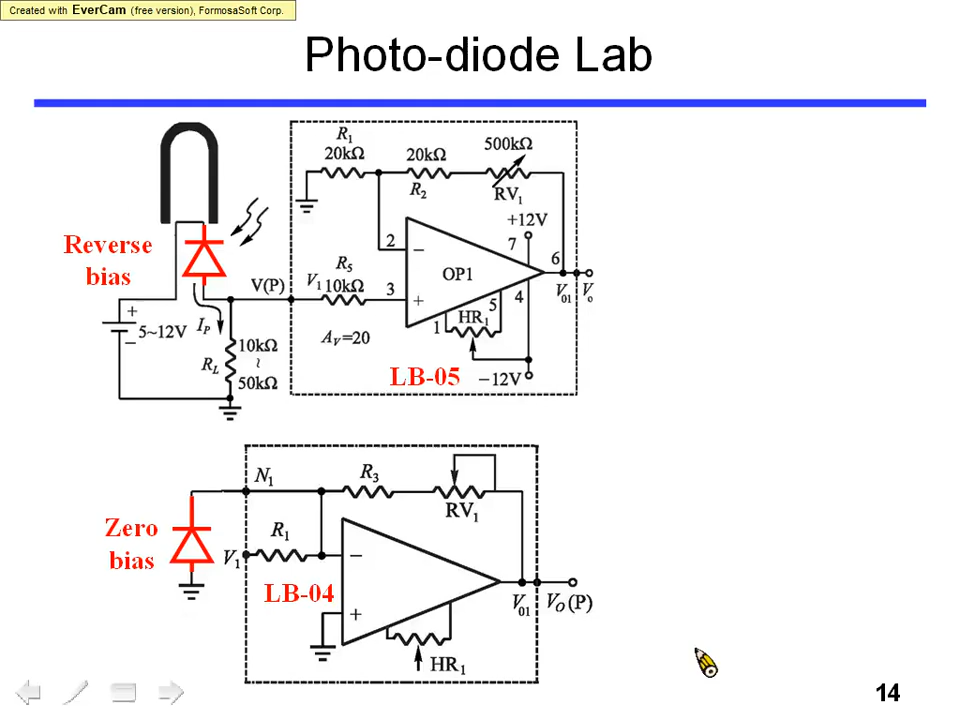 Created with EverCam (free version), FormosaSoft Corp.
Photo-diode Lab
R1
20kΩ
20kΩ
R2
500kΩ
RV1
+12V
7
2
−
6
OP1
Reverse
bias
V(P)
V1
R5
10kΩ
3
+
V01
Vo
5
4
1
HR1
+
5~12V
−
IP
RL
10kΩ
~
50kΩ
AV=20
LB-05
−12V
N1
R3
RV1
Zero
bias
R1
V1
−
LB-04
+
V01
VO(P)
HR1
14